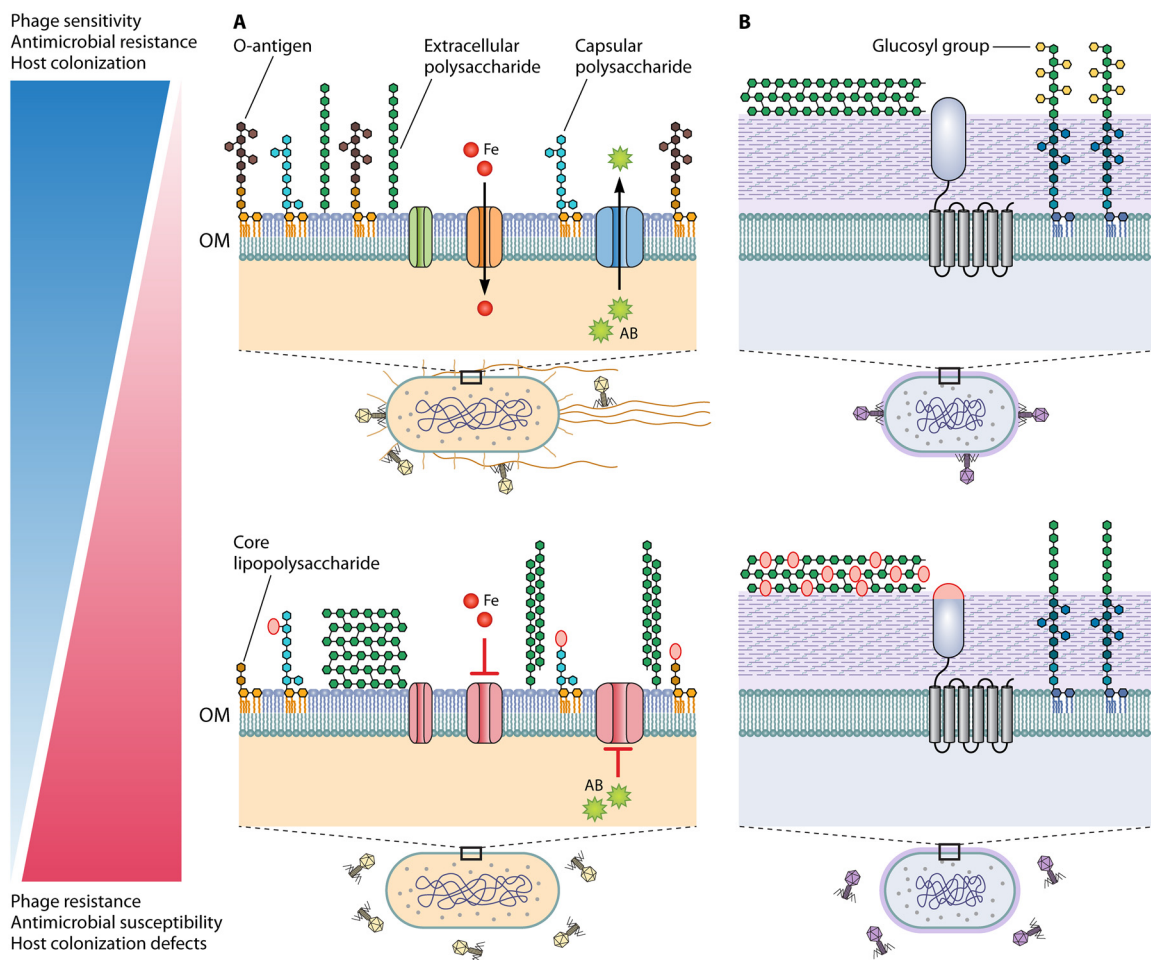 Phage sensitivity
Antimicrobial resistance
Host colonization
A
O-antigen
Extracellular
polysaccharide
Capsular
polysaccharide
Fe
OM
AB
B
Glucosyl group
Core
lipopolysaccharide
Fe
OM
AB
Phage resistance
Antimicrobial susceptibility
Host colonization defects